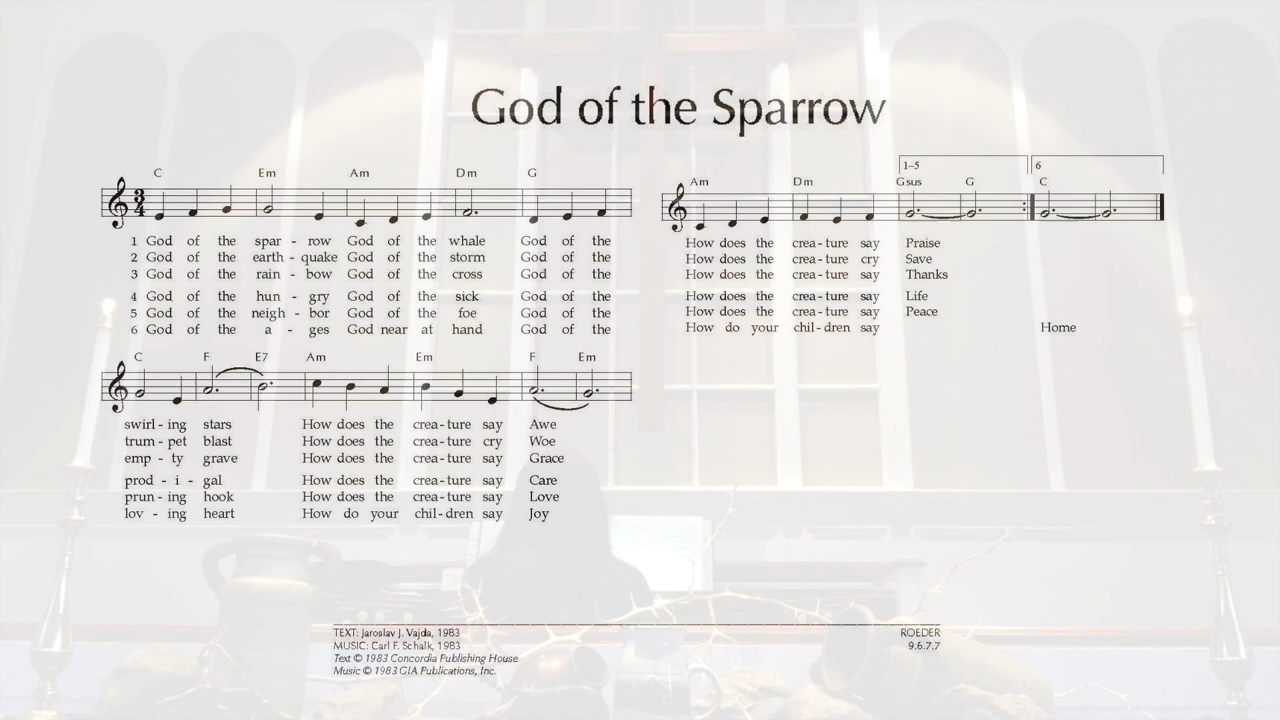 God of the Sparrow
C Em Am Dm G
3
4
1 God of the spar - row God of the whale God of the
2 God of the earth - quake God of the storm God of the
3 God of the rain - bow God of the cross God of the
4 God of the hun - gry God of the sick God of the
5 God of the neigh - bor God of the foe God of the
6 God of the a - ges God near at hand God of the
C F E7 Am Em F Em
swirl - ing stars How does the crea - ture say Awe
trum - pet blast How does the crea - ture cry Woe
emp - ty grave How does the crea - ture say Grace
prod - i - gal How does the crea - ture say Care
prun - ing hook How does the crea - ture say Love
lov - ing heart How do your chil - dren say Joy
1–5 6
Am Dm Gsus G C
How does the crea - ture say Praise
How does the crea - ture cry Save
How does the crea - ture say Thanks
How does the crea - ture say Life
How does the crea - ture say Peace
How do your chil - dren say Home
TEXT: Jaroslav J. Vajda, 1983
MUSIC: Carl F. Schalk, 1983
Text © 1983 Concordia Publishing House
Music © 1983 GIA Publications, Inc.
ROEDER
9.6.7.7